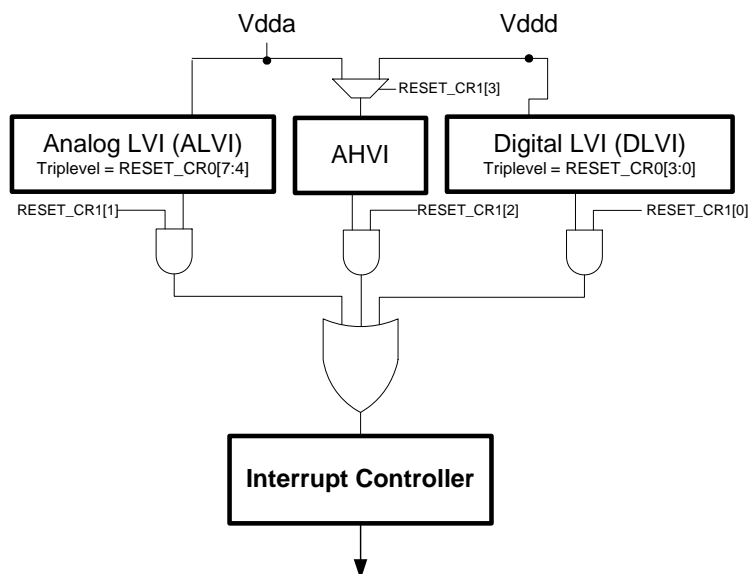 Vdda
Vddd
RESET_CR1[3]
Analog LVI (ALVI)
Triplevel = RESET_CR0[7:4]
AHVI
Digital LVI (DLVI)
Triplevel = RESET_CR0[3:0]
RESET_CR1[1]
RESET_CR1[2]
RESET_CR1[0]
Interrupt Controller